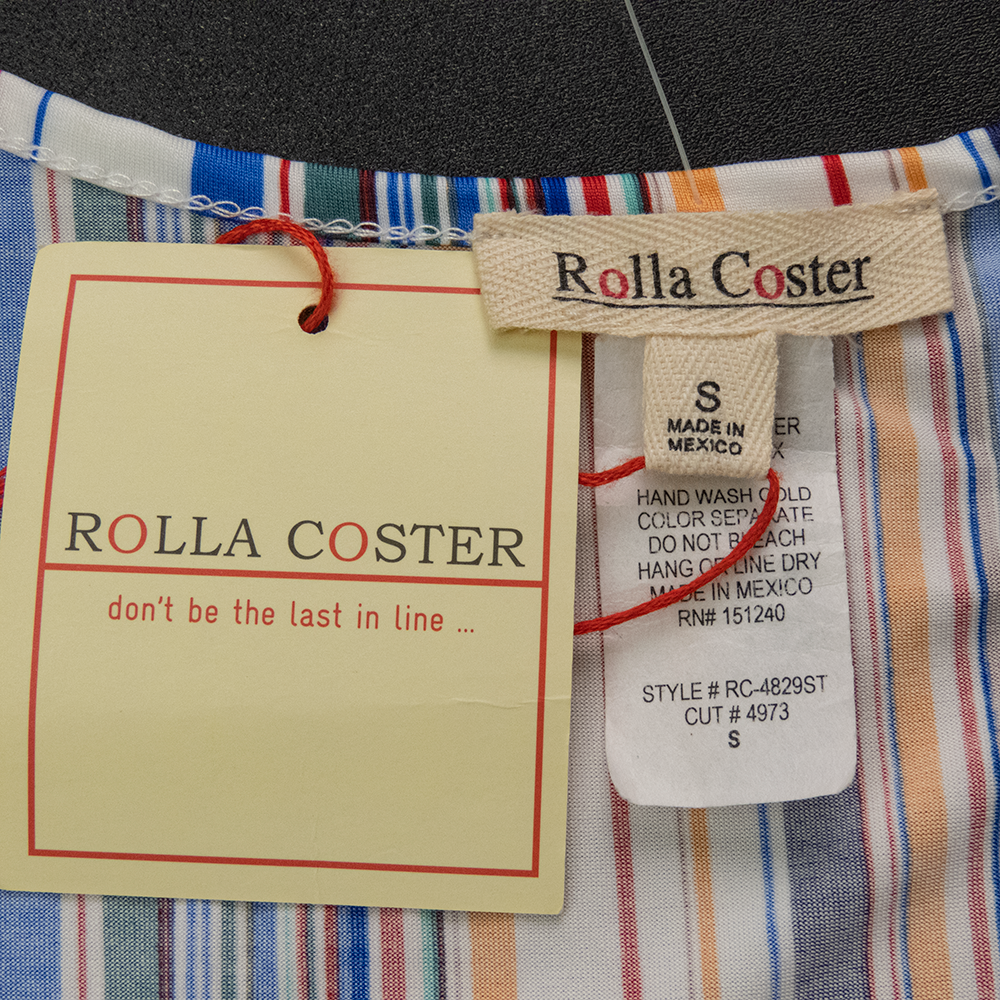 ROLLA COSTER
don't be the last in line ...
Rolla Coster
S
MADE IN
MEXICO
HAND WASH COLD
COLOR SEPARATE
DO NOT BLEACH
HANG OR LINE DRY
MADE IN MEXICO
RN# 151240
STYLE # RC-4829ST
CUT # 4973
S